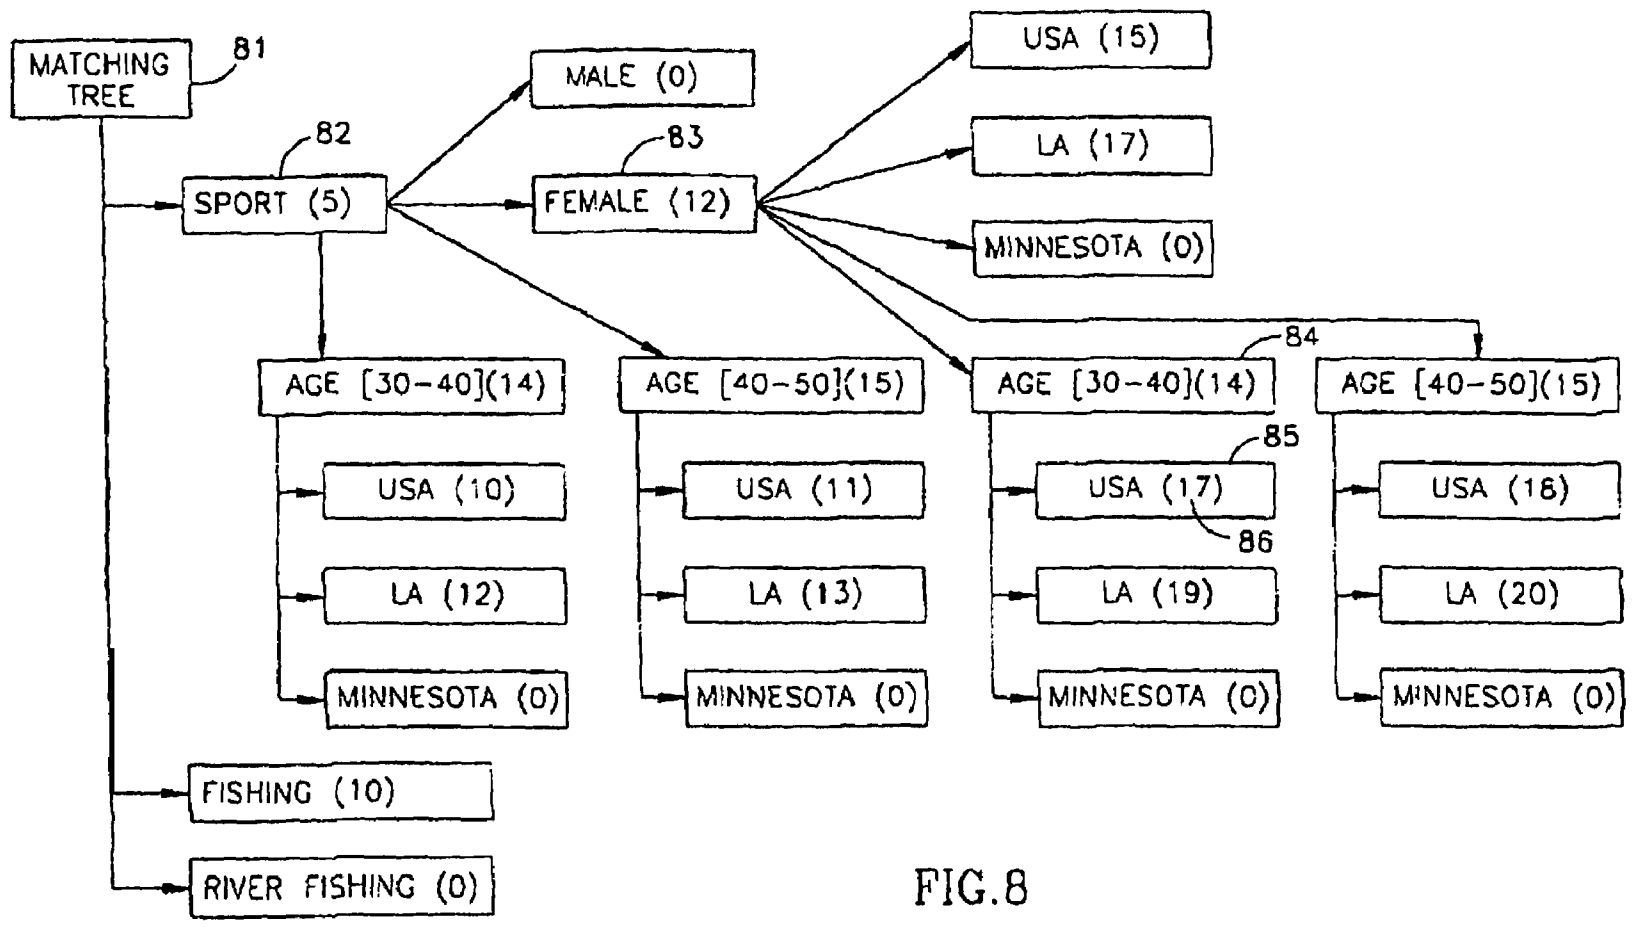 MATCHING
TREE
81
MALE (0)
USA (15)
82
83
LA (17)
SPORT (5)
FEMALE (12)
MINNESOTA (0)
84
AGE [30-40](14)
AGE [40-50](15)
AGE [30-40](14)
AGE [40-50](15)
85
USA (10)
USA (11)
USA (17)
USA (18)
86
LA (12)
LA (13)
LA (19)
LA (20)
MINNESOTA (0)
MINNESOTA (0)
MINNESOTA (0)
MINNESOTA (0)
FISHING (10)
RIVER FISHING (0)
FIG.8